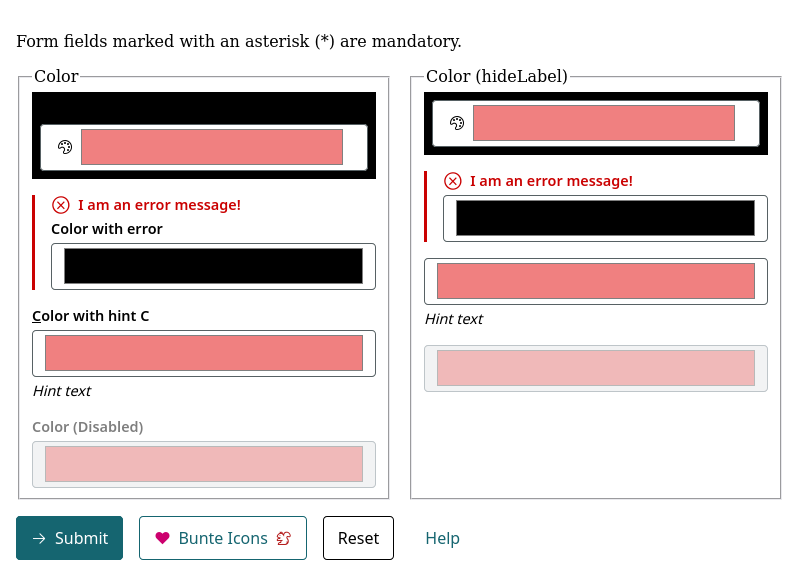 Form fields marked with an asterisk (*) are mandatory.
Color
I am an error message!
Color with error
Color with hint C
Hint text
Color (Disabled)
Color (hideLabel)
I am an error message!
Hint text
Submit
Bunte Icons
Reset
Help